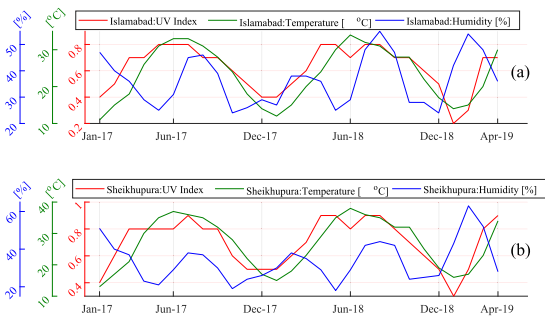 Islamabad:UV Index Islamabad:Temperature [ °C] Islamabad:Humidity [%]
[%] [°C]
50 30 0.8
40 0.6
30 20 0.4
20 10 0.2
(a)
Jan-17 Jun-17 Dec-17 Jun-18 Dec-18 Apr-19
Sheikhupura:UV Index Sheikhupura:Temperature [ °C] Sheikhupura:Humidity [%]
[%] [°C]
60 40 1
30 0.8
40 20 0.6
20 10 0.4
(b)
Jan-17 Jun-17 Dec-17 Jun-18 Dec-18 Apr-19